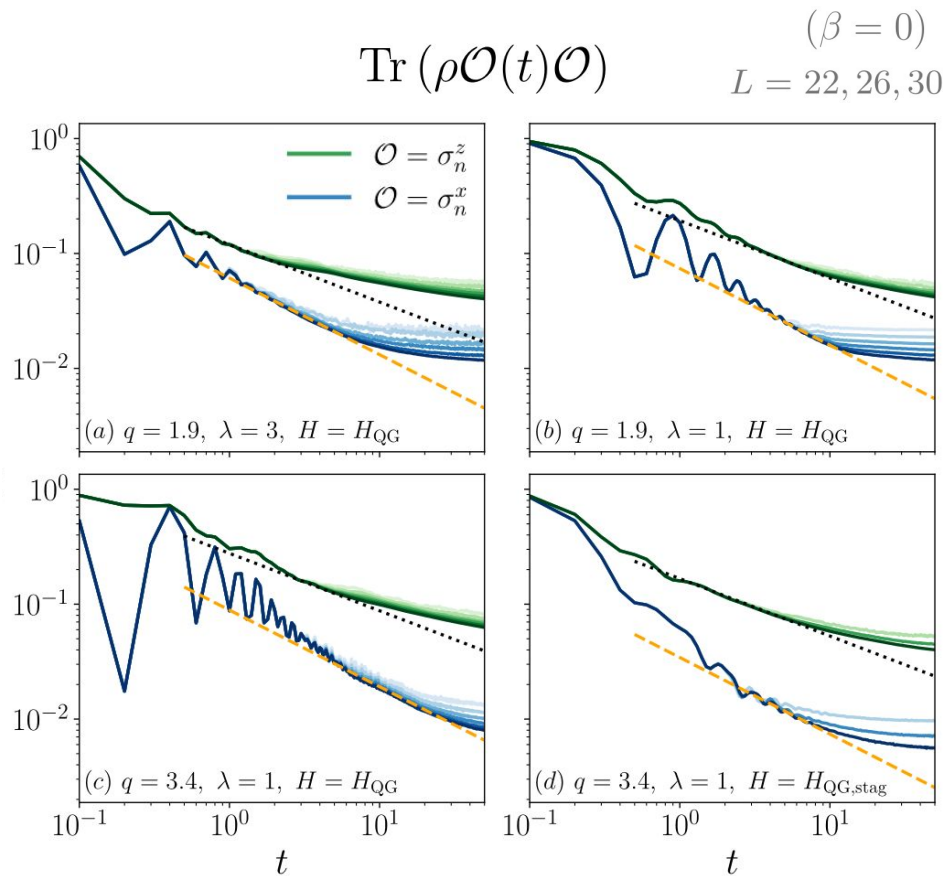 (β = 0)
Tr (ρ𝒪(t)𝒪)
L = 22, 26, 30
10⁰
10⁻¹
10⁻²
𝒪 = σₙᶻ
𝒪 = σₙˣ
(a) q = 1.9, λ = 3, H = H_QG
(b) q = 1.9, λ = 1, H = H_QG
10⁰
10⁻¹
10⁻²
(c) q = 3.4, λ = 1, H = H_QG
(d) q = 3.4, λ = 1, H = H_QG,stag
10⁻¹ 10⁰ 10¹ 10⁻¹ 10⁰ 10¹
t t